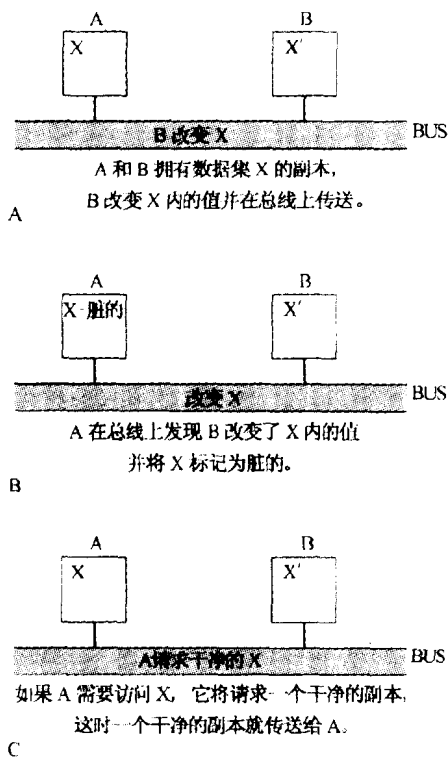 A B
X X′
BUS
B 改变 X
A 和 B 拥有数据集 X 的副本,
B 改变 X 内的值并在总线上传送。
A
A B
X 脏的 X′
BUS
改变 X
A 在总线上发现 B 改变了 X 内的值
并将 X 标记为脏的。
B
A B
X X′
BUS
A请求干净的 X
如果 A 需要访问 X, 它将请求一个干净的副本,
这时一个干净的副本就传送给 A。
C